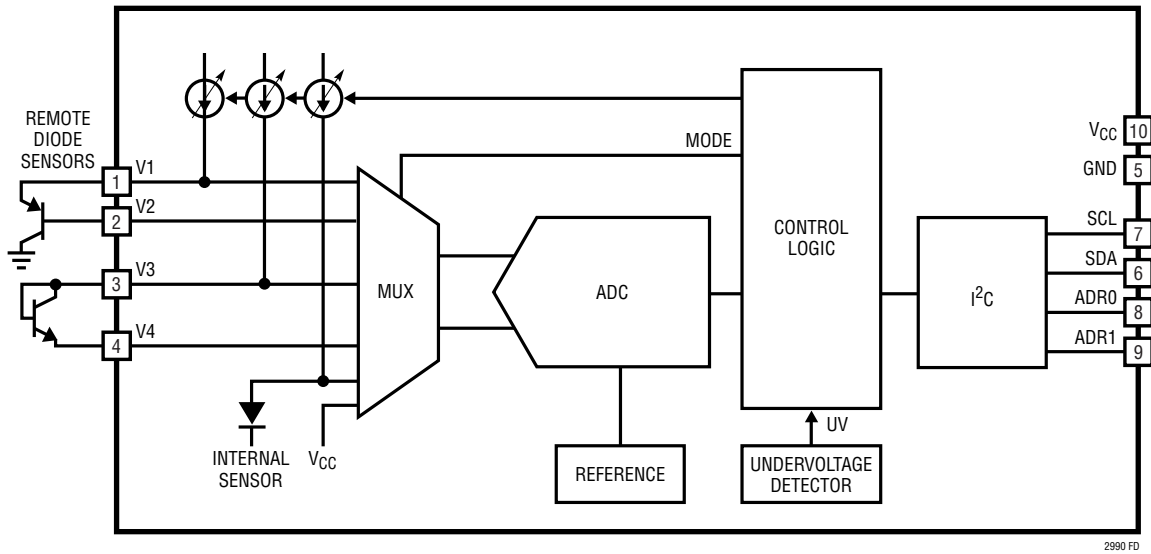 REMOTE
DIODE
SENSORS
1
V1
2
V2
3
V3
4
V4
INTERNAL
SENSOR
VCC
MUX
MODE
ADC
REFERENCE
CONTROL
LOGIC
UV
UNDERVOLTAGE
DETECTOR
I2C
VCC
10
GND
5
SCL
7
SDA
6
ADR0
8
ADR1
9
2990 FD